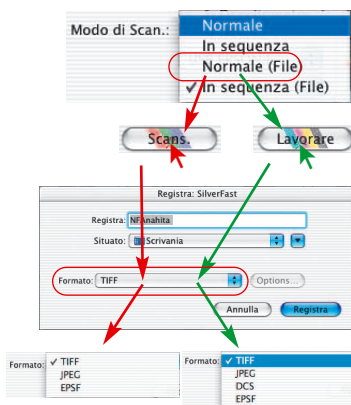 Modo di Scan.:
Normale
In sequenza
Normale (File)
✓ In sequenza (File)
Scans.
Lavorare
Registra: SilverFast
Registra: NFAnahita
Situato: Scrivania
Formato: TIFF
Options...
Annulla
Registra
Formato: ✓ TIFF
JPEG
EPSF
Formato: ✓ TIFF
JPEG
DCS
EPSF